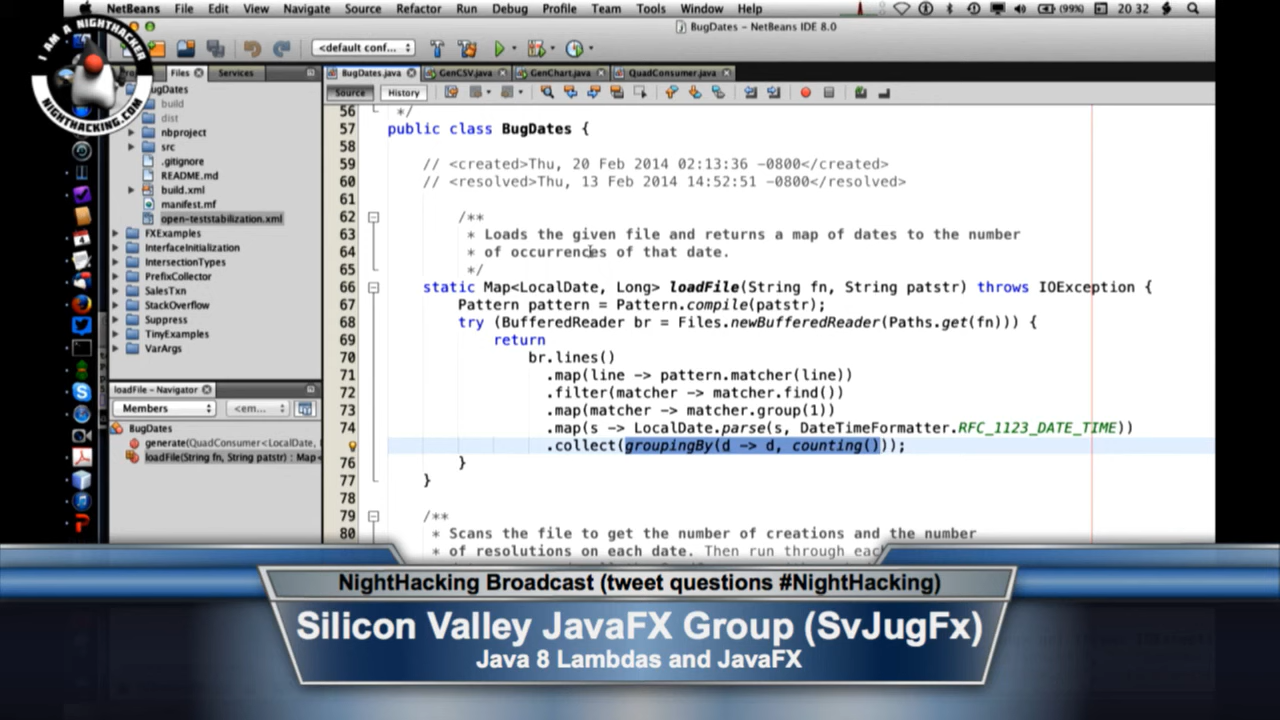 NetBeans File Edit View Navigate Source Refactor Run Debug Profile Team Tools Window Help (99%) 20 32
BugDates - NetBeans IDE 8.0
I AM A NIGHTHACKER
NIGHTHACKING.COM
<default conf...
Files Services
BugDates
build
dist
nbproject
src
.gitignore
README.md
build.xml
manifest.mf
open-teststabilization.xml
FXExamples
InterfaceInitialization
IntersectionTypes
PrefixCollector
SalesTxn
StackOverflow
Suppress
TinyExamples
VarArgs
loadFile - Navigator
Members <em...
BugDates
generate(QuadConsumer<LocalDate,
loadFile(String fn, String patstr) : Map<
BugDates.java GenCSV.java GenChart.java QuadConsumer.java
Source History
56 */
57 public class BugDates {
59 // <created>Thu, 20 Feb 2014 02:13:36 -0800</created>
60 // <resolved>Thu, 13 Feb 2014 14:52:51 -0800</resolved>
61
62 /**
63 * Loads the given file and returns a map of dates to the number
64 * of occurrences of that date.
65 */
66 static Map<LocalDate, Long> loadFile(String fn, String patstr) throws IOException {
67 Pattern pattern = Pattern.compile(patstr);
68 try (BufferedReader br = Files.newBufferedReader(Paths.get(fn))) {
69 return
70 br.lines()
71 .map(line -> pattern.matcher(line))
72 .filter(matcher -> matcher.find())
73 .map(matcher -> matcher.group(1))
74 .map(s -> LocalDate.parse(s, DateTimeFormatter.RFC_1123_DATE_TIME))
.collect(groupingBy(d -> d, counting()));
76 }
77 }
78
79 /**
80 * Scans the file to get the number of creations and the number
* of resolutions on each date. Then run through each
NightHacking Broadcast (tweet questions #NightHacking)
Silicon Valley JavaFX Group (SvJugFx)
Java 8 Lambdas and JavaFX